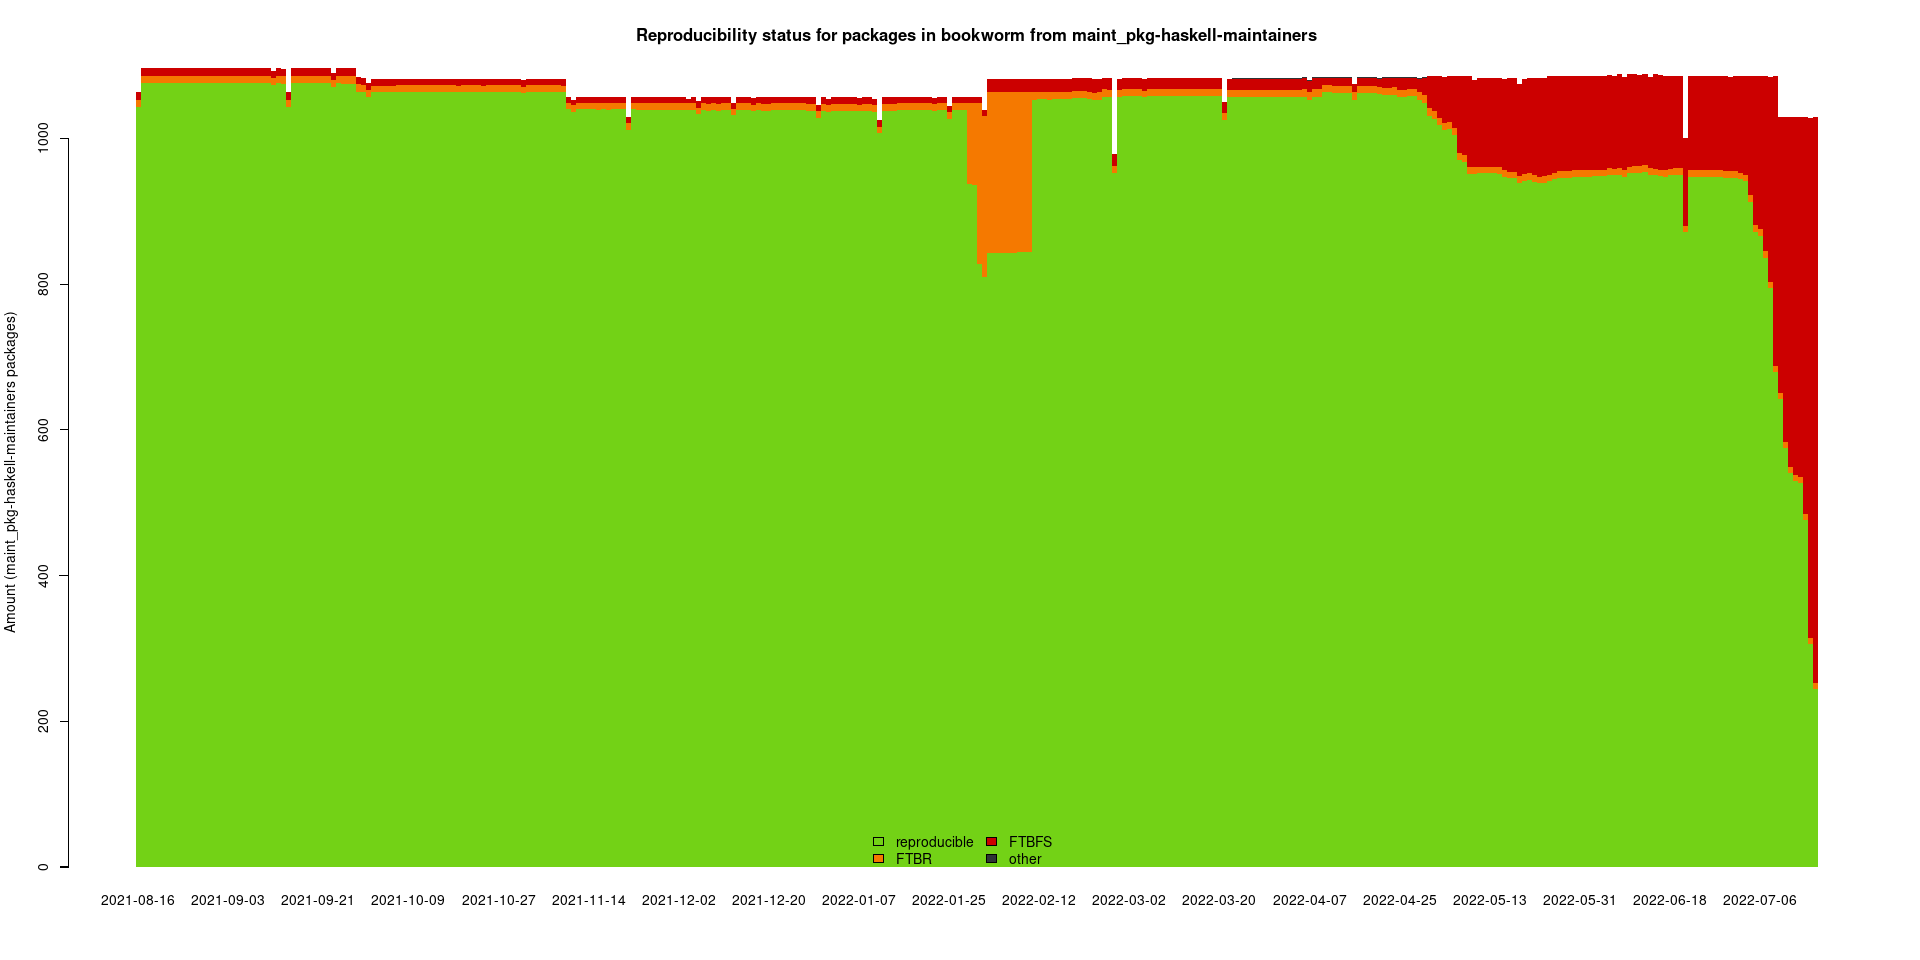 Reproducibility status for packages in bookworm from maint_pkg-haskell-maintainers
Amount (maint_pkg-haskell-maintainers packages)
1000
800
600
400
200
0
reproducible
FTBFS
FTBR
other
2021-08-16 2021-09-03 2021-09-21 2021-10-09 2021-10-27 2021-11-14 2021-12-02 2021-12-20 2022-01-07 2022-01-25 2022-02-12 2022-03-02 2022-03-20 2022-04-07 2022-04-25 2022-05-13 2022-05-31 2022-06-18 2022-07-06